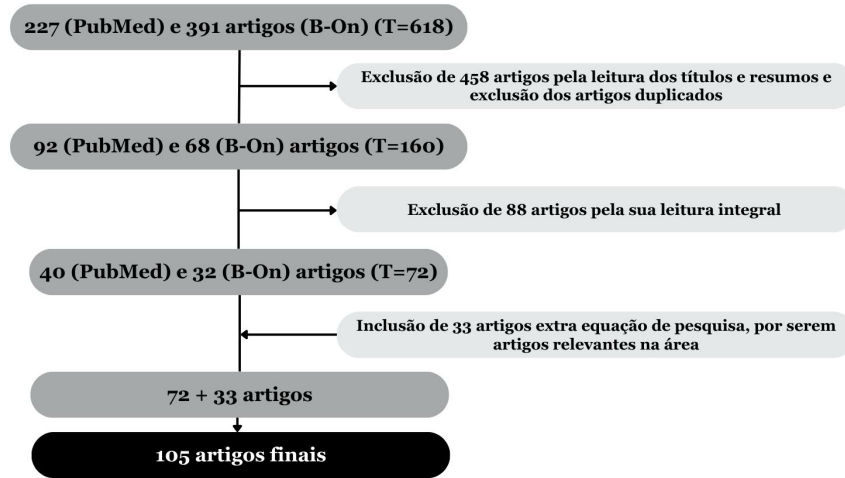 227 (PubMed) e 391 artigos (B-On) (T=618)
Exclusão de 458 artigos pela leitura dos títulos e resumos e
exclusão dos artigos duplicados
92 (PubMed) e 68 (B-On) artigos (T=160)
Exclusão de 88 artigos pela sua leitura integral
40 (PubMed) e 32 (B-On) artigos (T=72)
Inclusão de 33 artigos extra equação de pesquisa, por serem
artigos relevantes na área
72 + 33 artigos
105 artigos finais